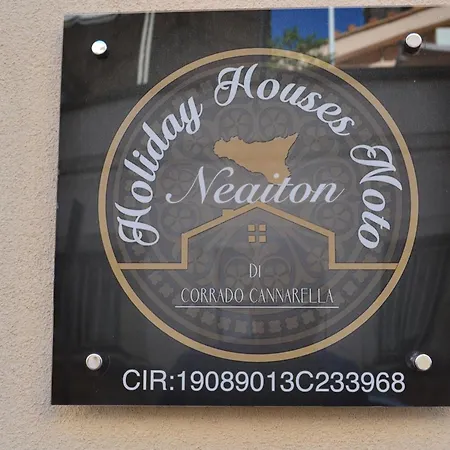 Holiday Houses Noto
Neaiton
DI
CORRADO CANNARELLA
CIR:19089013C233968